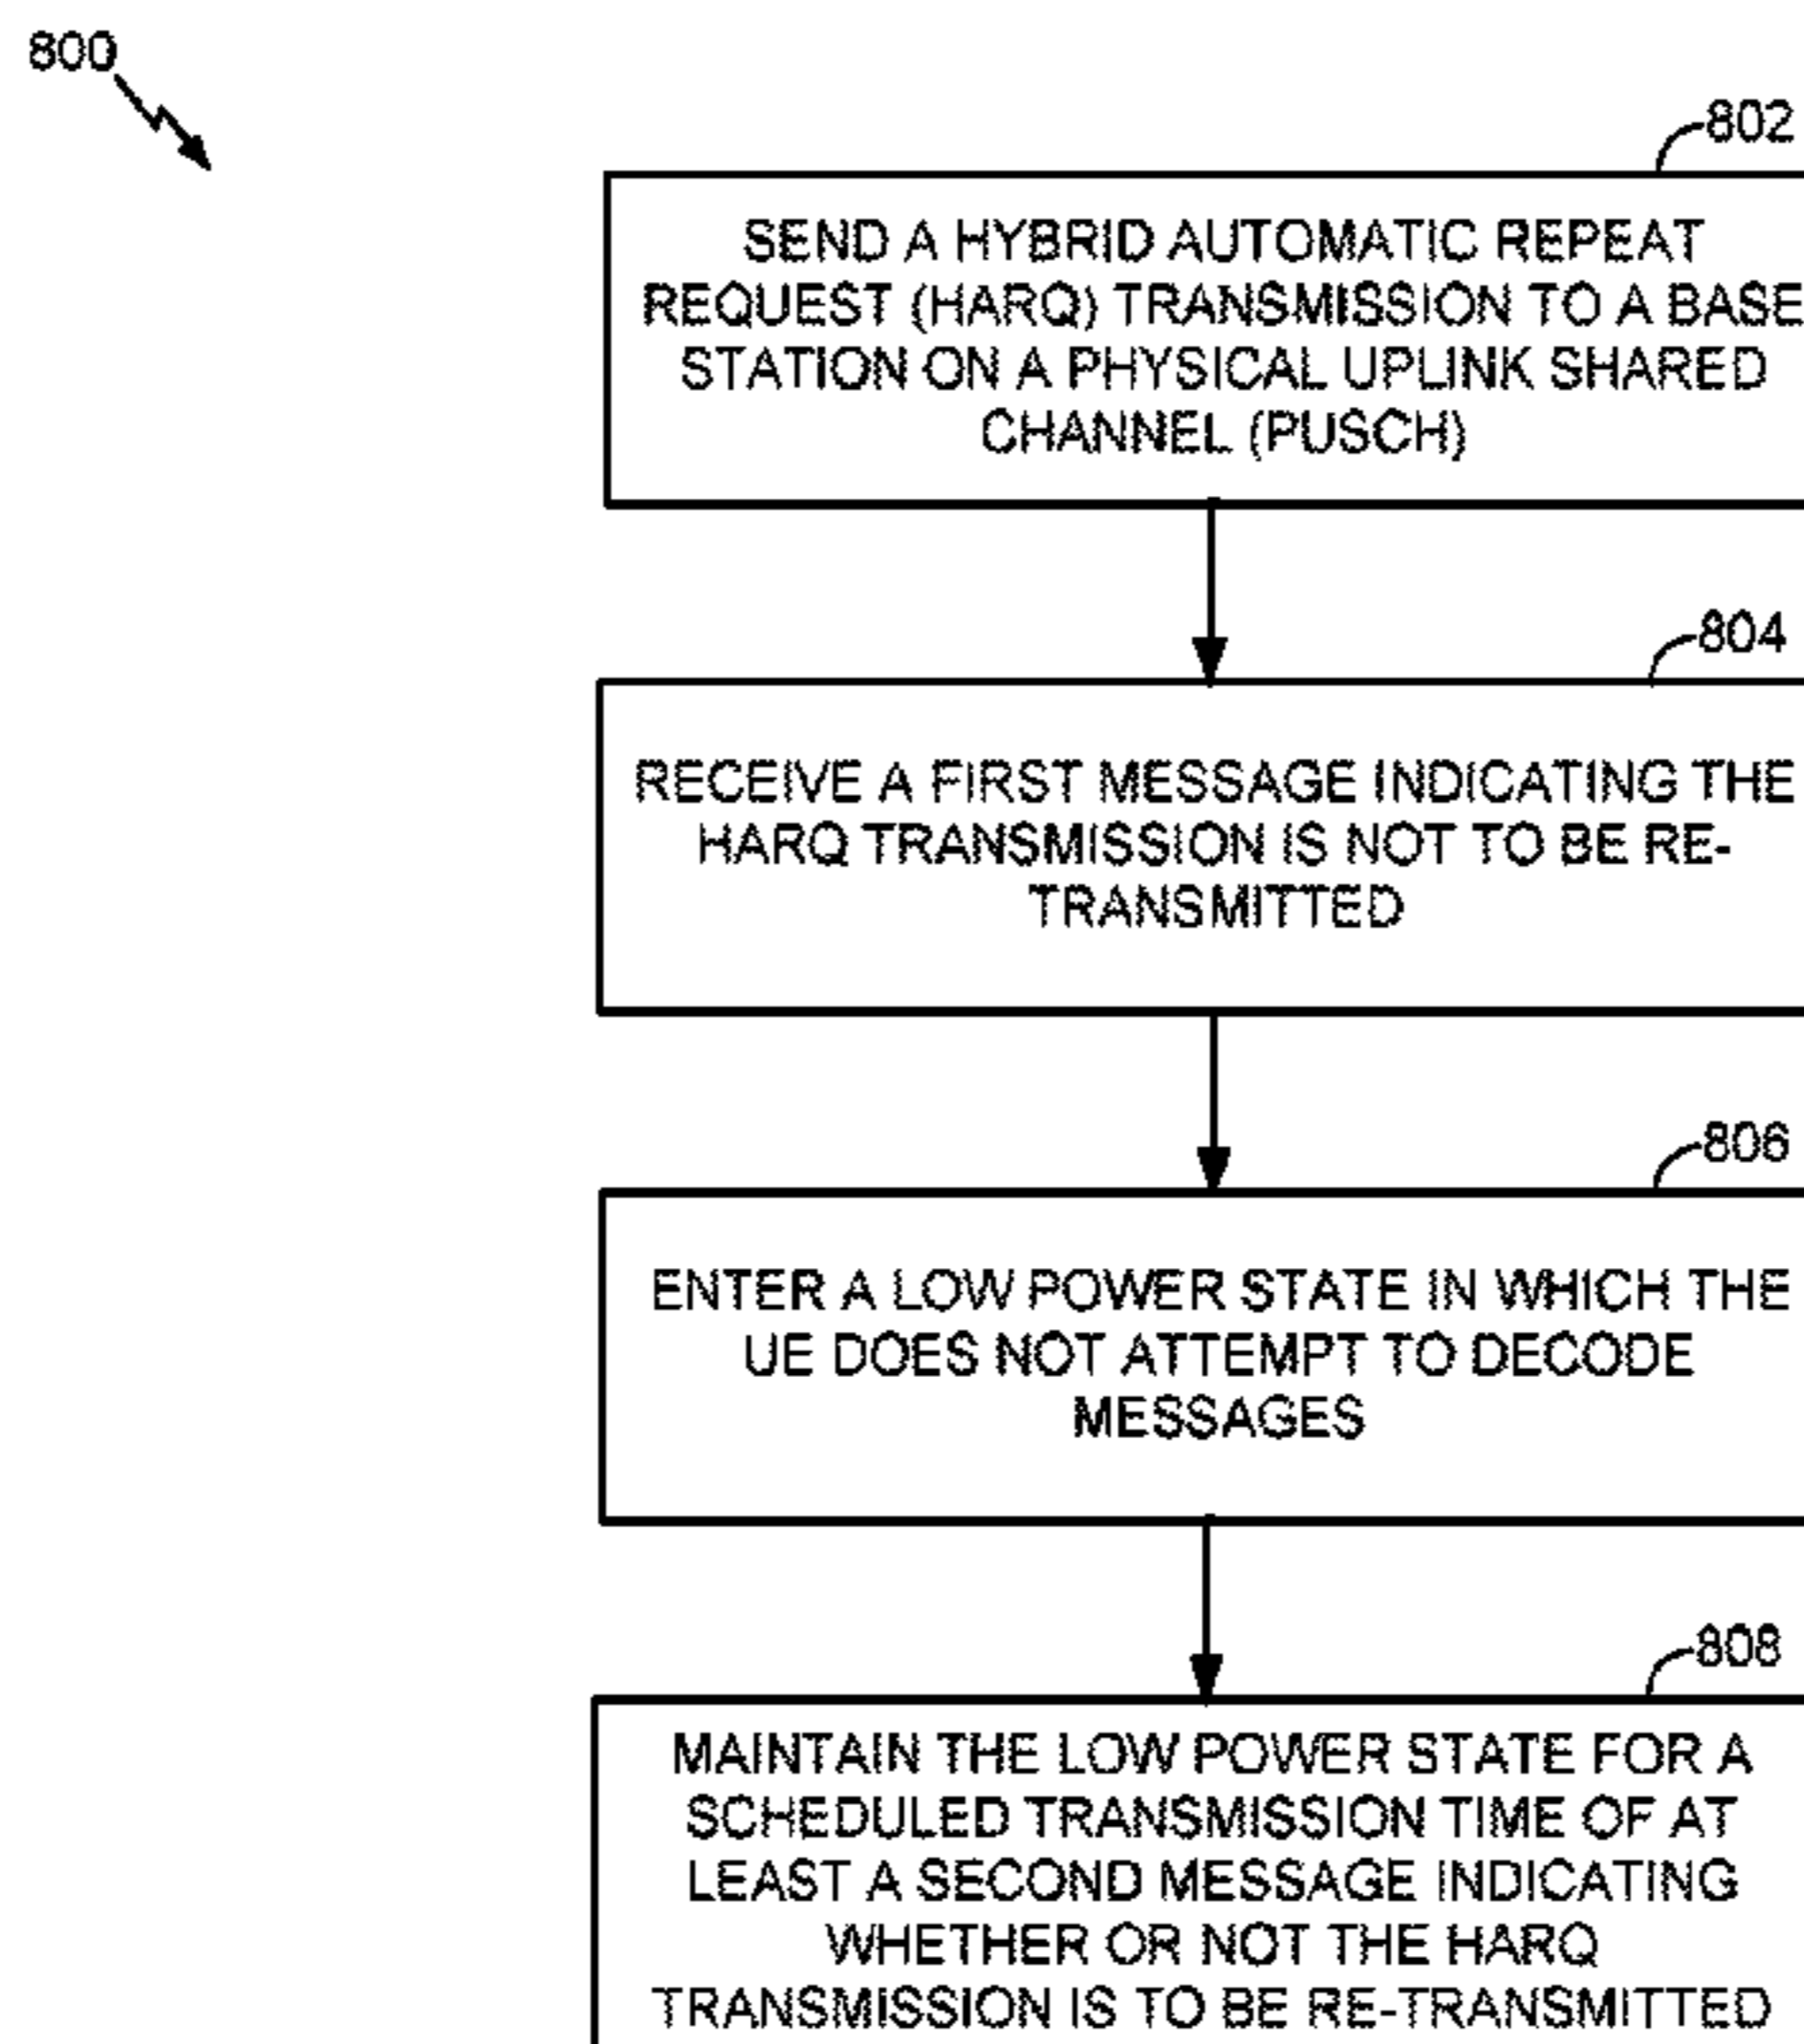 800
802
SEND A HYBRID AUTOMATIC REPEAT
REQUEST (HARQ) TRANSMISSION TO A BASE
STATION ON A PHYSICAL UPLINK SHARED
CHANNEL (PUSCH)
804
RECEIVE A FIRST MESSAGE INDICATING THE
HARQ TRANSMISSION IS NOT TO BE RE-
TRANSMITTED
806
ENTER A LOW POWER STATE IN WHICH THE
UE DOES NOT ATTEMPT TO DECODE
MESSAGES
808
MAINTAIN THE LOW POWER STATE FOR A
SCHEDULED TRANSMISSION TIME OF AT
LEAST A SECOND MESSAGE INDICATING
WHETHER OR NOT THE HARQ
TRANSMISSION IS TO BE RE-TRANSMITTED